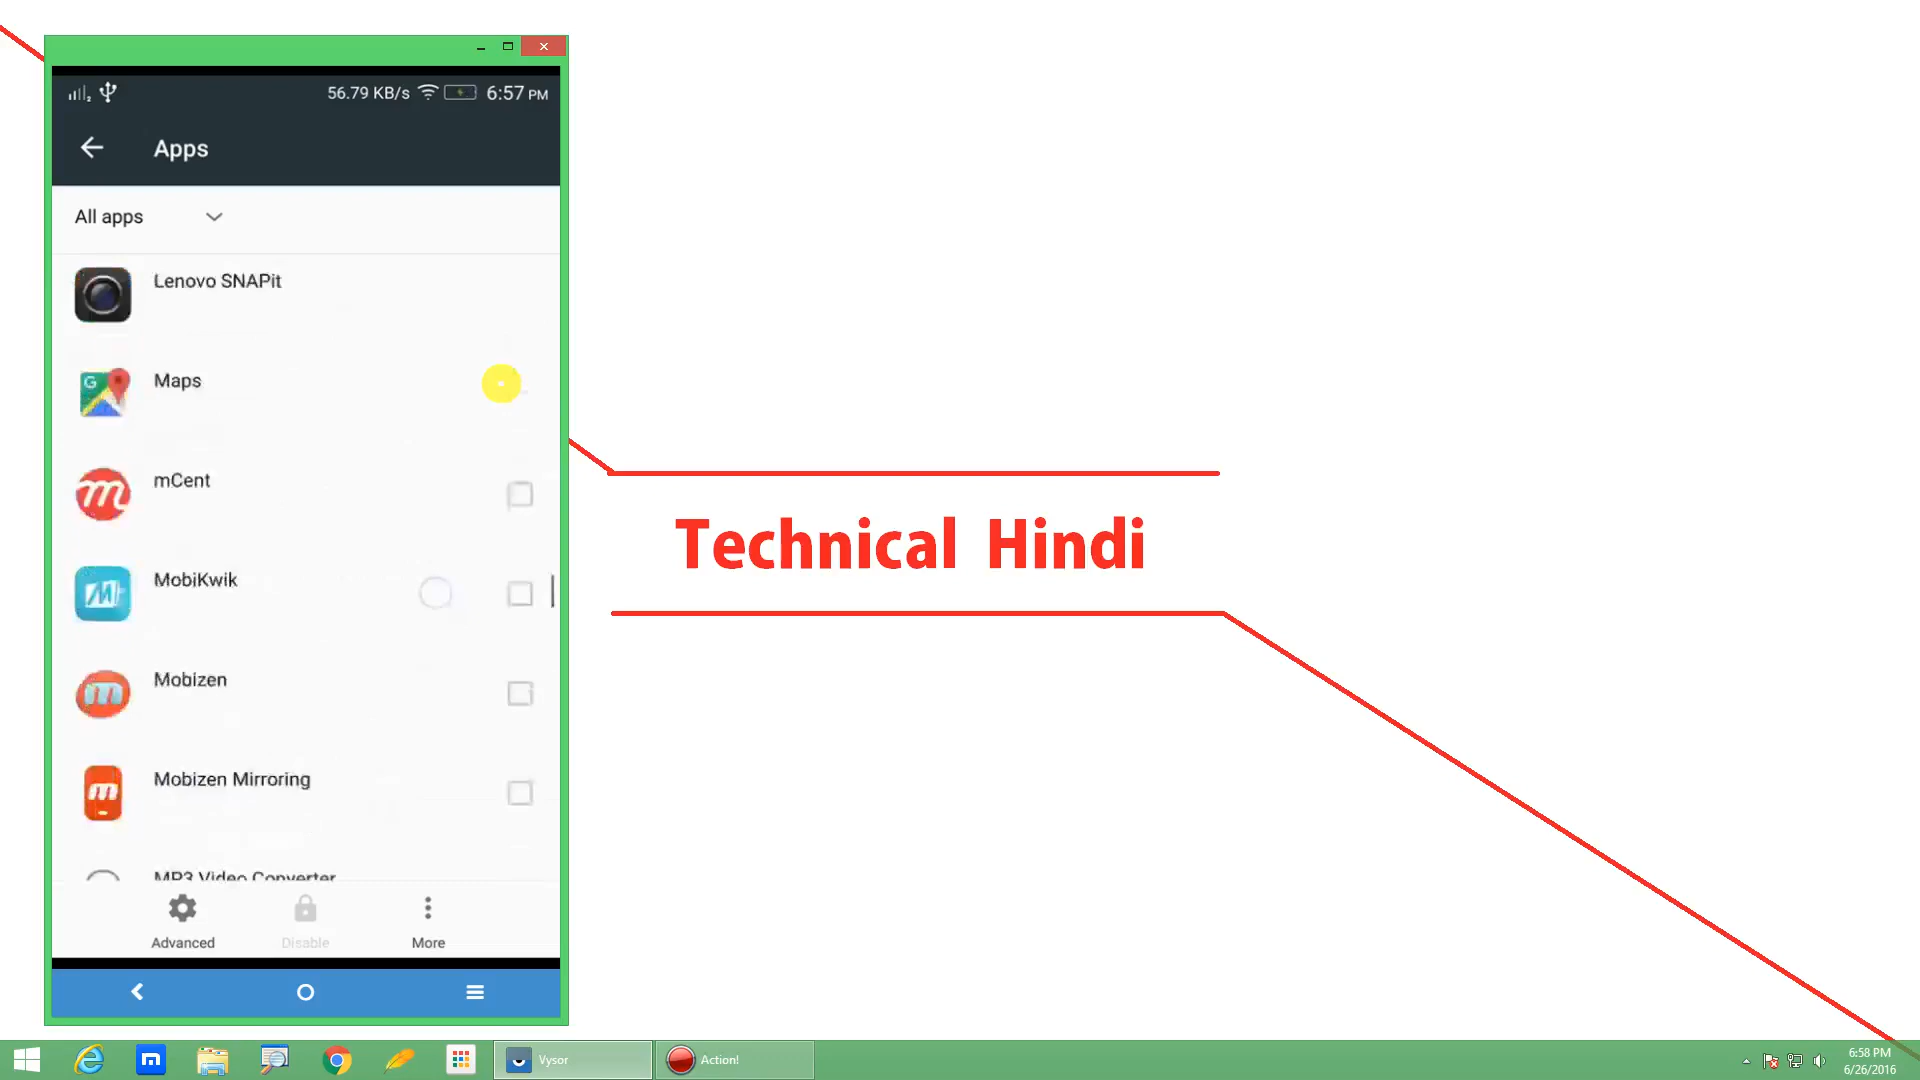 56.79 KB/s 6:57 PM
Apps
All apps
Lenovo SNAPit
Maps
mCent
MobiKwik
Mobizen
Mobizen Mirroring
MP3 Video Converter
Advanced Disable More
Technical Hindi
Vysor
Action!
6:58 PM
6/26/2016